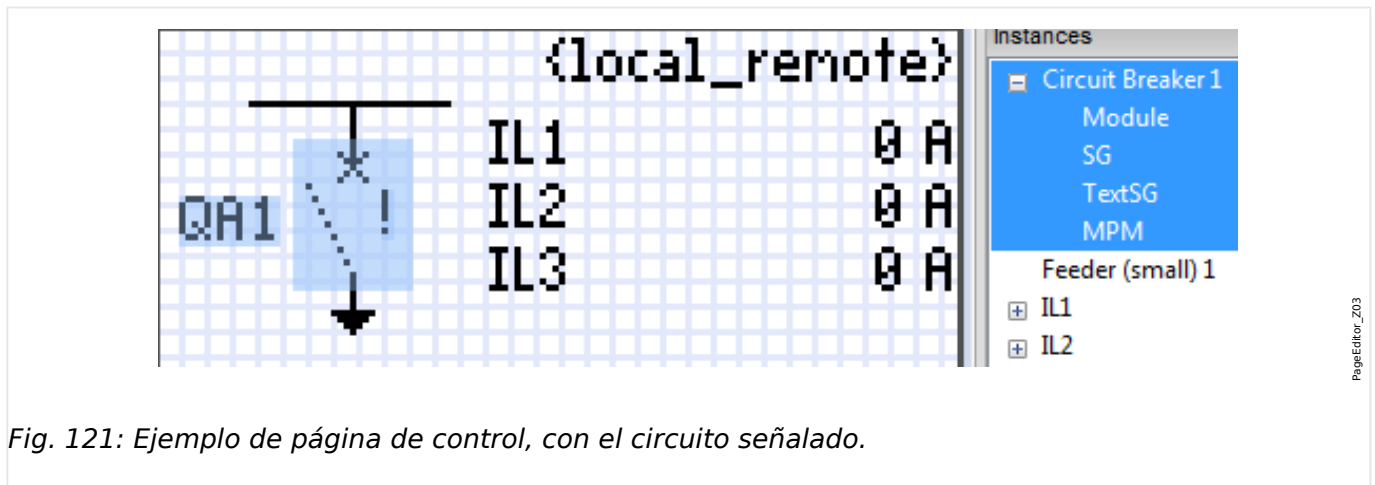 {local_remote}
IL1 0 A
QA1
!
IL2 0 A
IL3 0 A
Instances
Circuit Breaker 1
Module
SG
TextSG
MPM
Feeder (small) 1
IL1
IL2
PageEditor_Z03
Fig. 121: Ejemplo de página de control, con el circuito señalado.